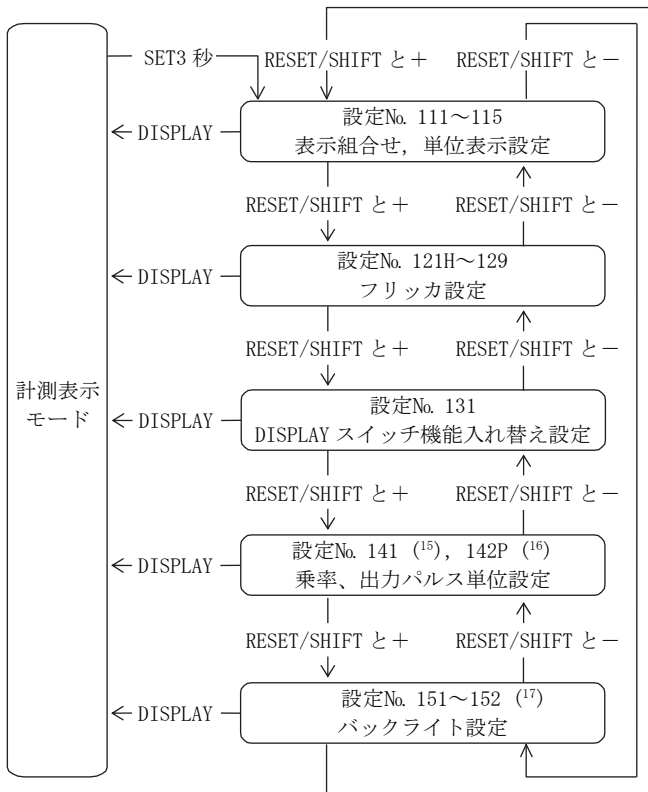 SET3 秒
RESET/SHIFT と＋
RESET/SHIFT と－
設定№ 111～115
表示組合せ，単位表示設定
DISPLAY
RESET/SHIFT と＋
RESET/SHIFT と－
設定№ 121H～129
フリッカ設定
DISPLAY
RESET/SHIFT と＋
RESET/SHIFT と－
計測表示
モード
設定№ 131
DISPLAY スイッチ機能入れ替え設定
DISPLAY
RESET/SHIFT と＋
RESET/SHIFT と－
設定№ 141 (15)，142P (16)
乗率、出力パルス単位設定
DISPLAY
RESET/SHIFT と＋
RESET/SHIFT と－
設定№ 151～152 (17)
バックライト設定
DISPLAY